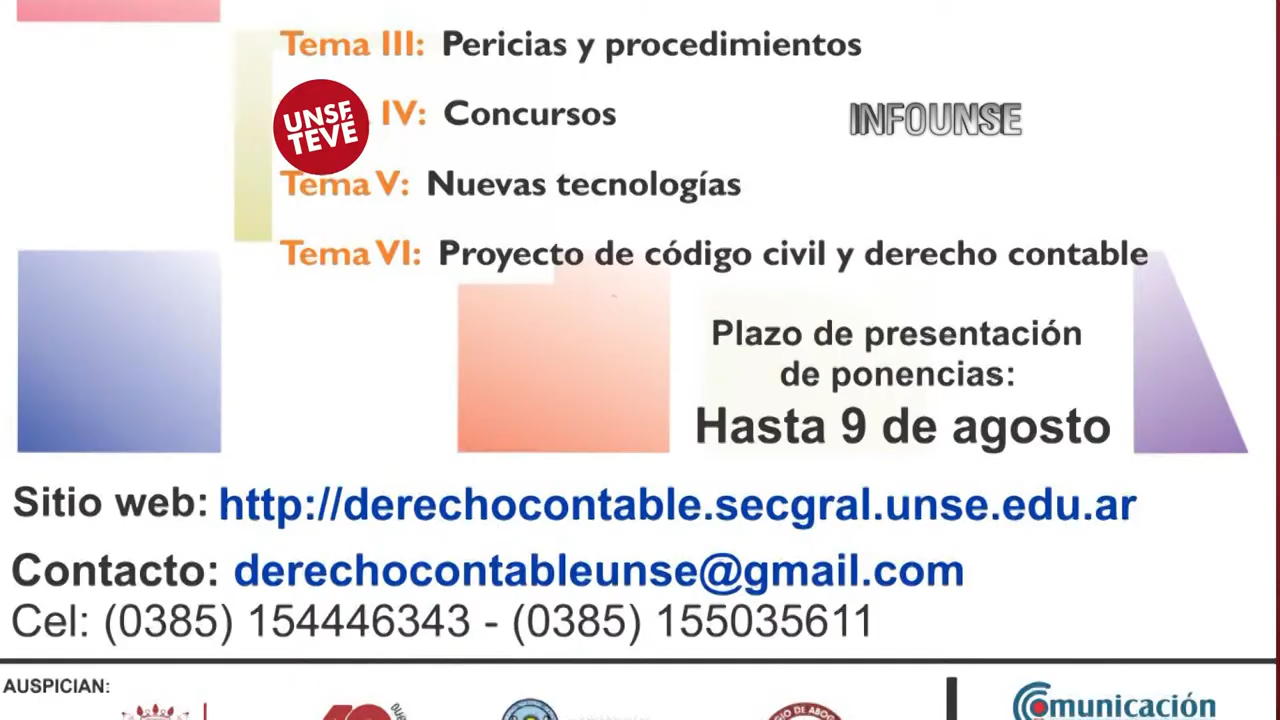 Tema III: Pericias y procedimientos
UNSE
TEVE
IV: Concursos
INFOUNSE
Tema V: Nuevas tecnologías
Tema VI: Proyecto de código civil y derecho contable
Plazo de presentación
de ponencias:
Hasta 9 de agosto
Sitio web: http://derechocontable.secgral.unse.edu.ar
Contacto: derechocontableunse@gmail.com
Cel: (0385) 154446343 - (0385) 155035611
AUSPICIAN:
Comunicación